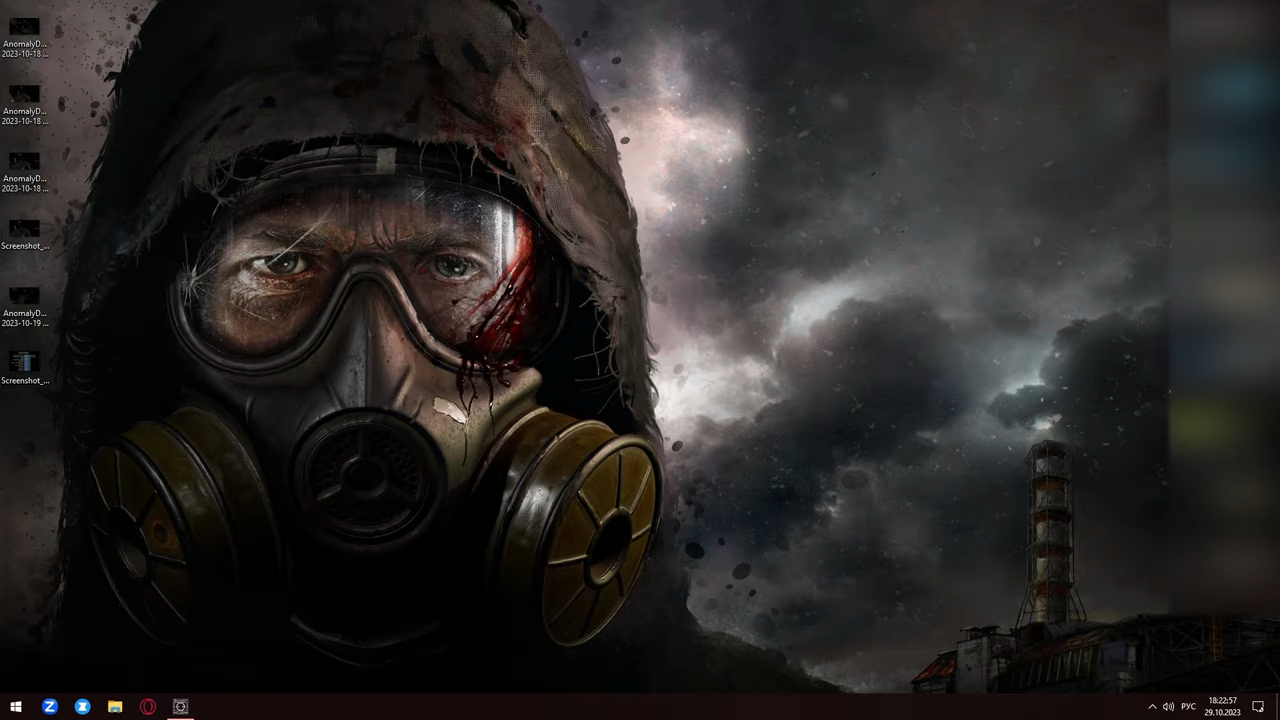 AnomalyD...
2023-10-18 ...
AnomalyD...
2023-10-18 ...
AnomalyD...
2023-10-18 ...
Screenshot_...
AnomalyD...
2023-10-19 ...
Screenshot_...
Z
РУС
18:22:57
29.10.2023